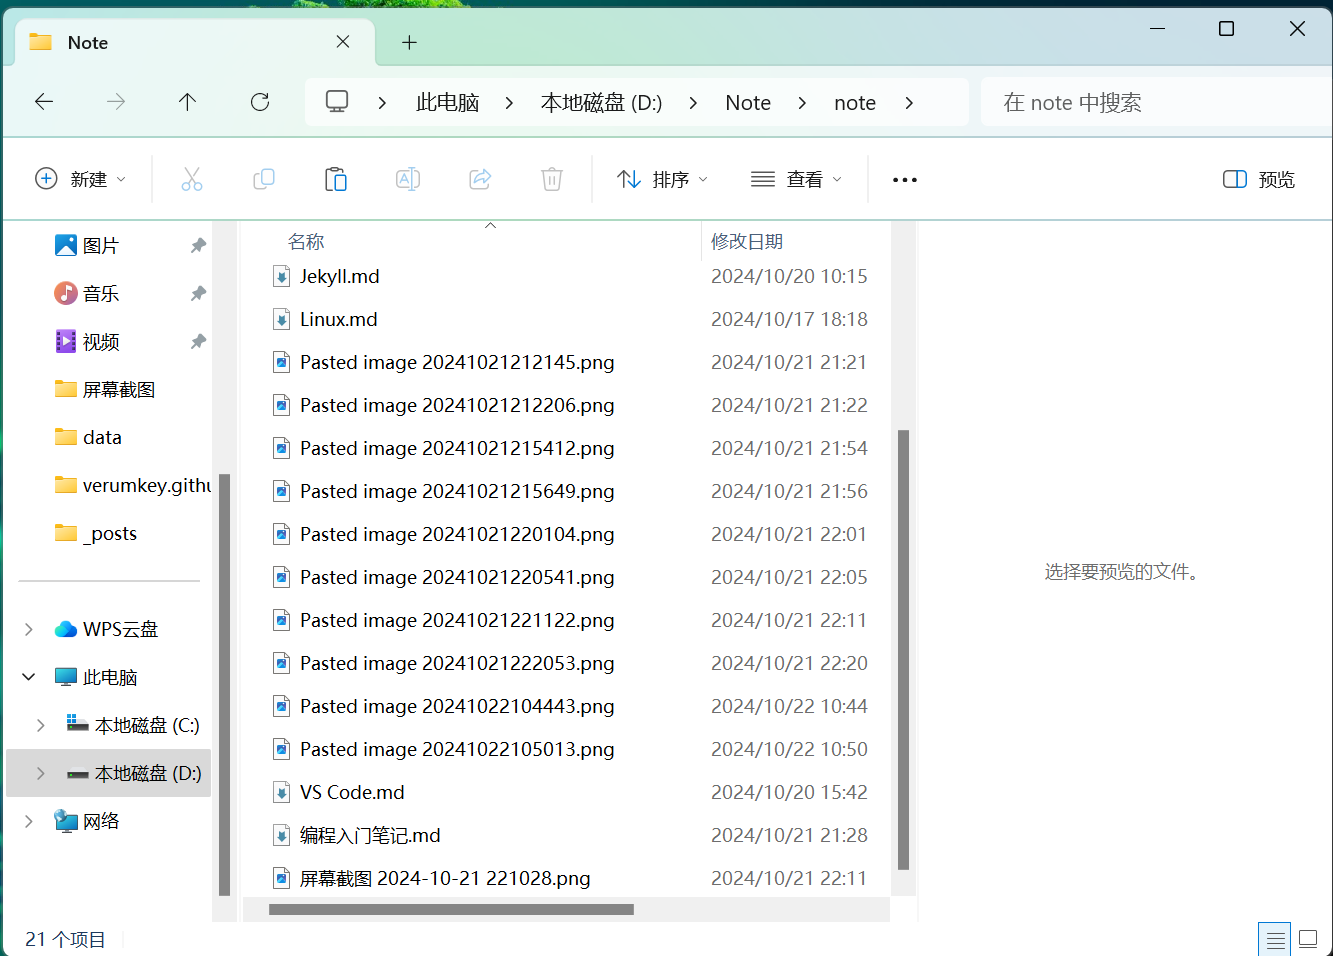 Note
此电脑 本地磁盘 (D:) Note note 在 note 中搜索
新建 排序 查看 预览
图片
音乐
视频
屏幕截图
data
verumkey.githu
_posts
WPS云盘
此电脑
本地磁盘 (C:)
本地磁盘 (D:)
网络
名称 修改日期
Jekyll.md 2024/10/20 10:15
Linux.md 2024/10/17 18:18
Pasted image 20241021212145.png 2024/10/21 21:21
Pasted image 20241021212206.png 2024/10/21 21:22
Pasted image 20241021215412.png 2024/10/21 21:54
Pasted image 20241021215649.png 2024/10/21 21:56
Pasted image 20241021220104.png 2024/10/21 22:01
Pasted image 20241021220541.png 2024/10/21 22:05
Pasted image 20241021221122.png 2024/10/21 22:11
Pasted image 20241021222053.png 2024/10/21 22:20
Pasted image 20241022104443.png 2024/10/22 10:44
Pasted image 20241022105013.png 2024/10/22 10:50
VS Code.md 2024/10/20 15:42
编程入门笔记.md 2024/10/21 21:28
屏幕截图 2024-10-21 221028.png 2024/10/21 22:11
选择要预览的文件。
21 个项目